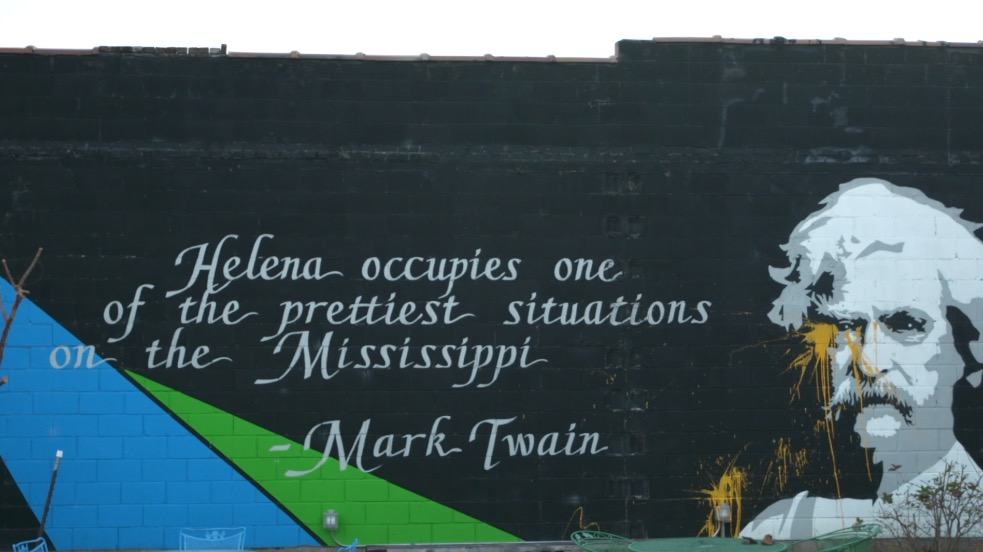 Helena occupies one
of the prettiest situations
on the Mississippi
- Mark Twain